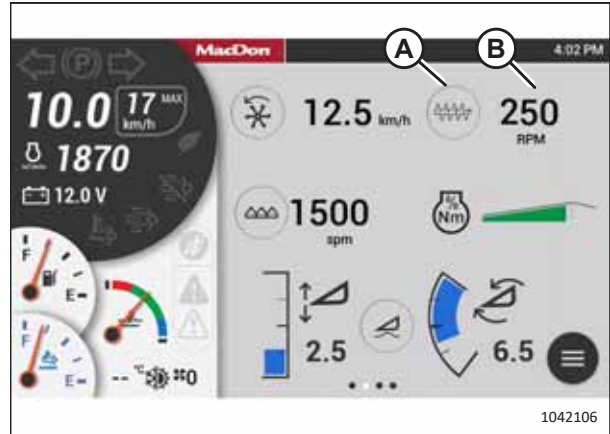 A
B
MacDon
4:02 PM
P
10.0
17 MAX
km/h
1870
12.0 V
12.5 km/h
250
RPM
1500
spm
%
Nm
F
E
F
E
2.5
6.5
-- °C
0
1042106